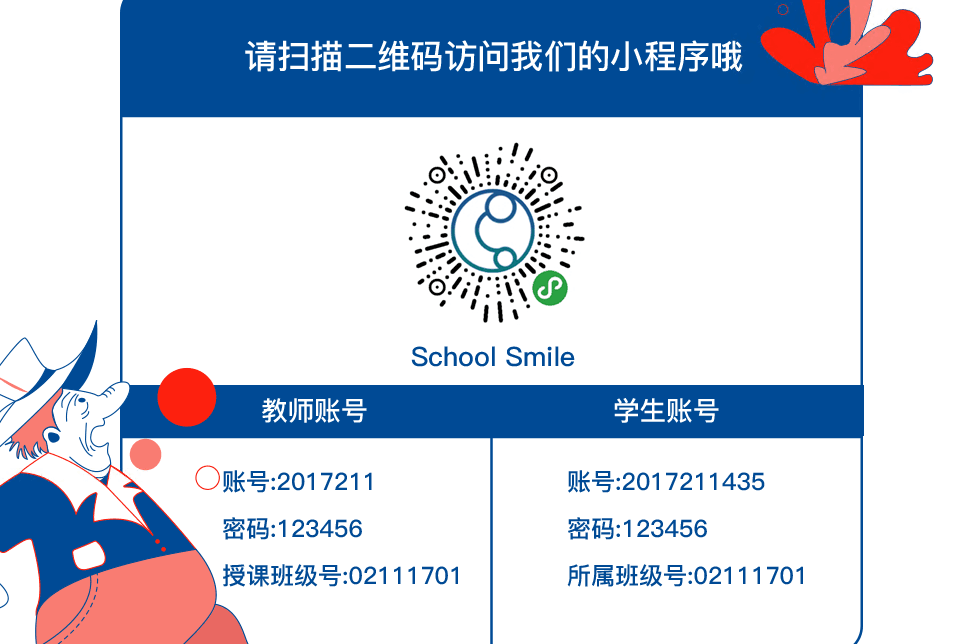 请扫描二维码访问我们的小程序哦
School Smile
教师账号
学生账号
账号:2017211
密码:123456
授课班级号:02111701
账号:2017211435
密码:123456
所属班级号:02111701